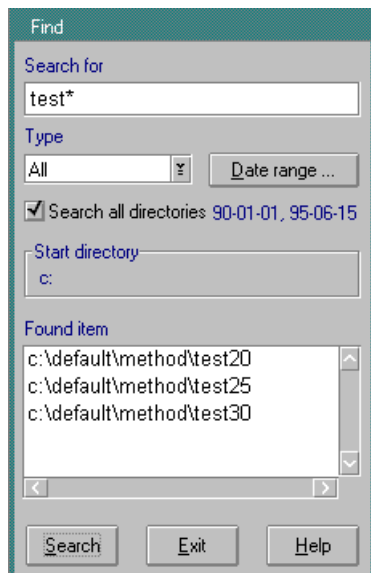 Find
Search for
test*
Type
All
Date range ...
Search all directories 90-01-01, 95-06-15
Start directory
c:
Found item
c:\default\method\test20
c:\default\method\test25
c:\default\method\test30
Search Exit Help